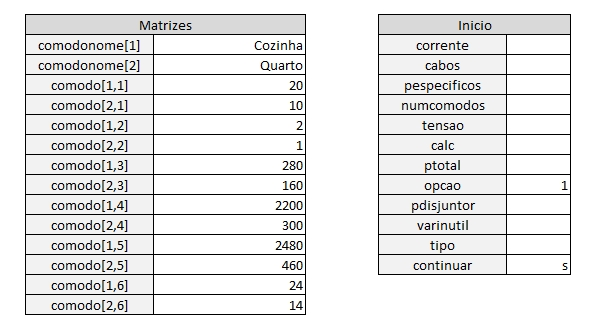 Matrizes
comodonome[1] Cozinha
comodonome[2] Quarto
comodo[1,1] 20
comodo[2,1] 10
comodo[1,2] 2
comodo[2,2] 1
comodo[1,3] 280
comodo[2,3] 160
comodo[1,4] 2200
comodo[2,4] 300
comodo[1,5] 2480
comodo[2,5] 460
comodo[1,6] 24
comodo[2,6] 14
Inicio
corrente
cabos
pespecificos
numcomodos
tensao
calc
ptotal
opcao 1
pdisjuntor
varinutil
tipo
continuar s